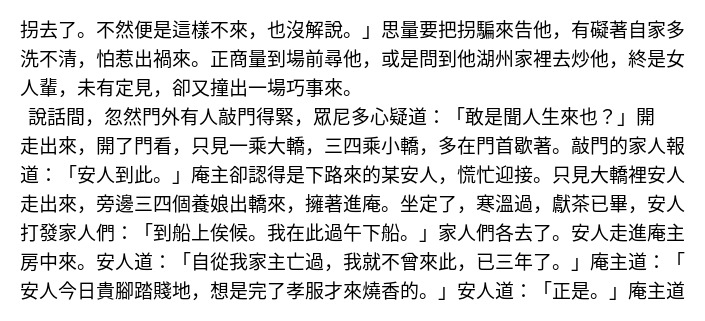 拐去了。不然便是這樣不來，也沒解說。」思量要把拐騙來告他，有礙著自家多
洗不清，怕惹出禍來。正商量到場前尋他，或是問到他湖州家裡去炒他，終是女
人輩，未有定見，卻又撞出一場巧事來。
說話間，忽然門外有人敲門得緊，眾尼多心疑道：「敢是聞人生來也？」開
走出來，開了門看，只見一乘大轎，三四乘小轎，多在門首歇著。敲門的家人報
道：「安人到此。」庵主卻認得是下路來的某安人，慌忙迎接。只見大轎裡安人
走出來，旁邊三四個養娘出轎來，擁著進庵。坐定了，寒溫過，獻茶已畢，安人
打發家人們：「到船上俟候。我在此過午下船。」家人們各去了。安人走進庵主
房中來。安人道：「自從我家主亡過，我就不曾來此，已三年了。」庵主道：「
安人今日貴腳踏賤地，想是完了孝服才來燒香的。」安人道：「正是。」庵主道